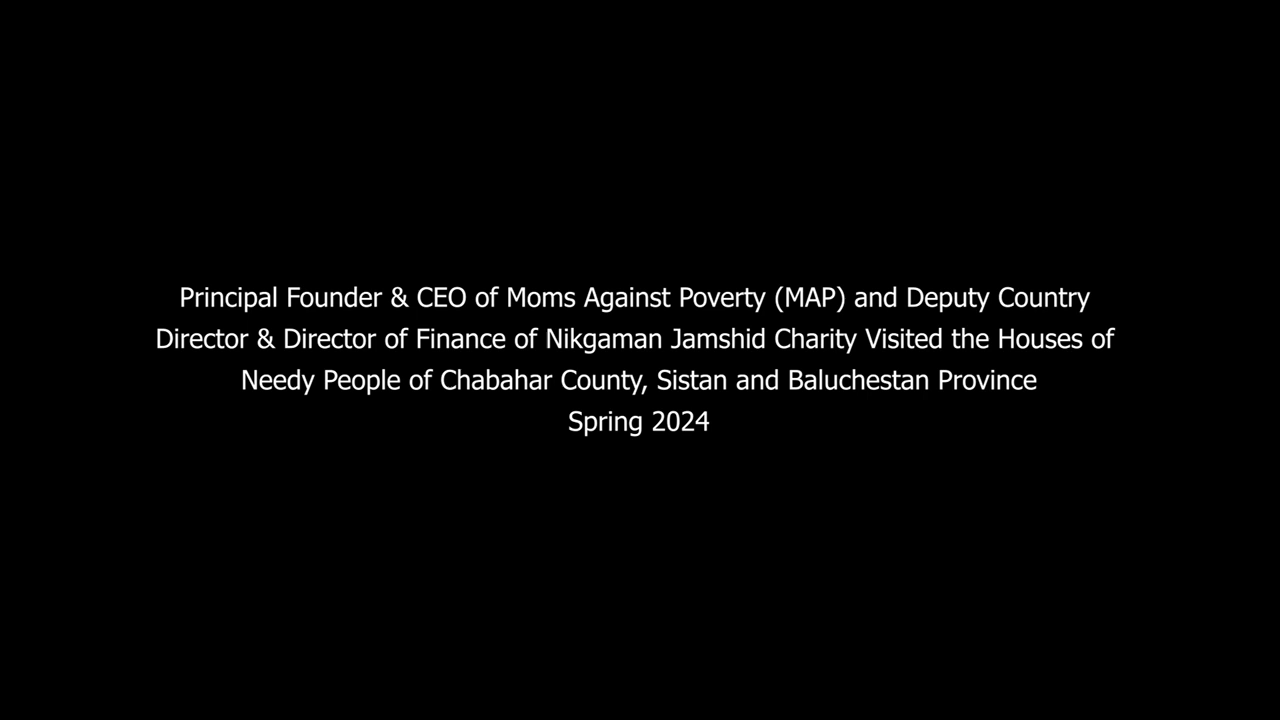 Principal Founder & CEO of Moms Against Poverty (MAP) and Deputy Country
Director & Director of Finance of Nikgaman Jamshid Charity Visited the Houses of
Needy People of Chabahar County, Sistan and Baluchestan Province
Spring 2024